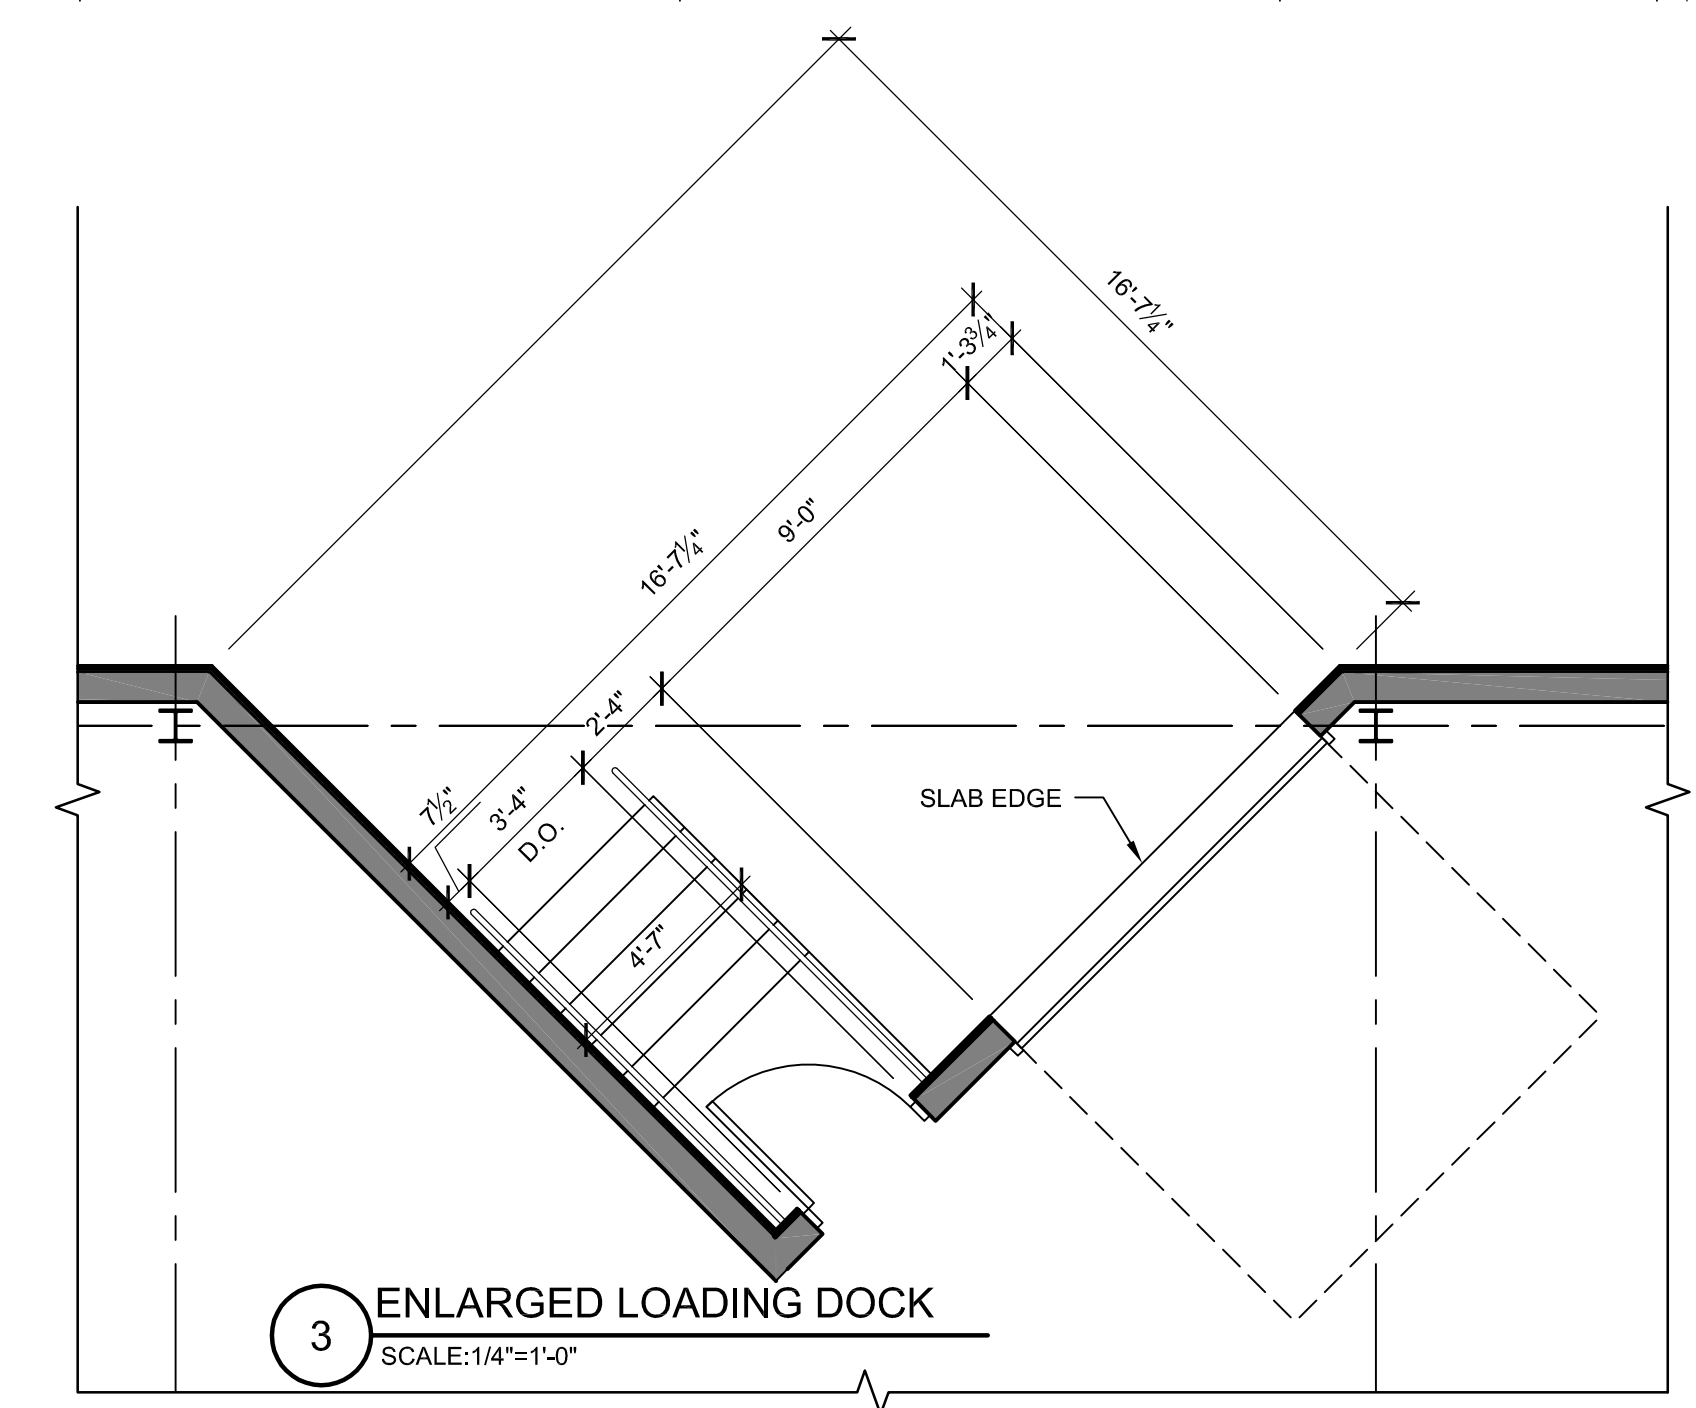 16'-7¼"
1'-3¾"
9'-0"
16'-7¼"
2'-4"
7½"
3'-4"
D.O.
SLAB EDGE
4'-7"
ENLARGED LOADING DOCK
3
SCALE:1/4"=1'-0"